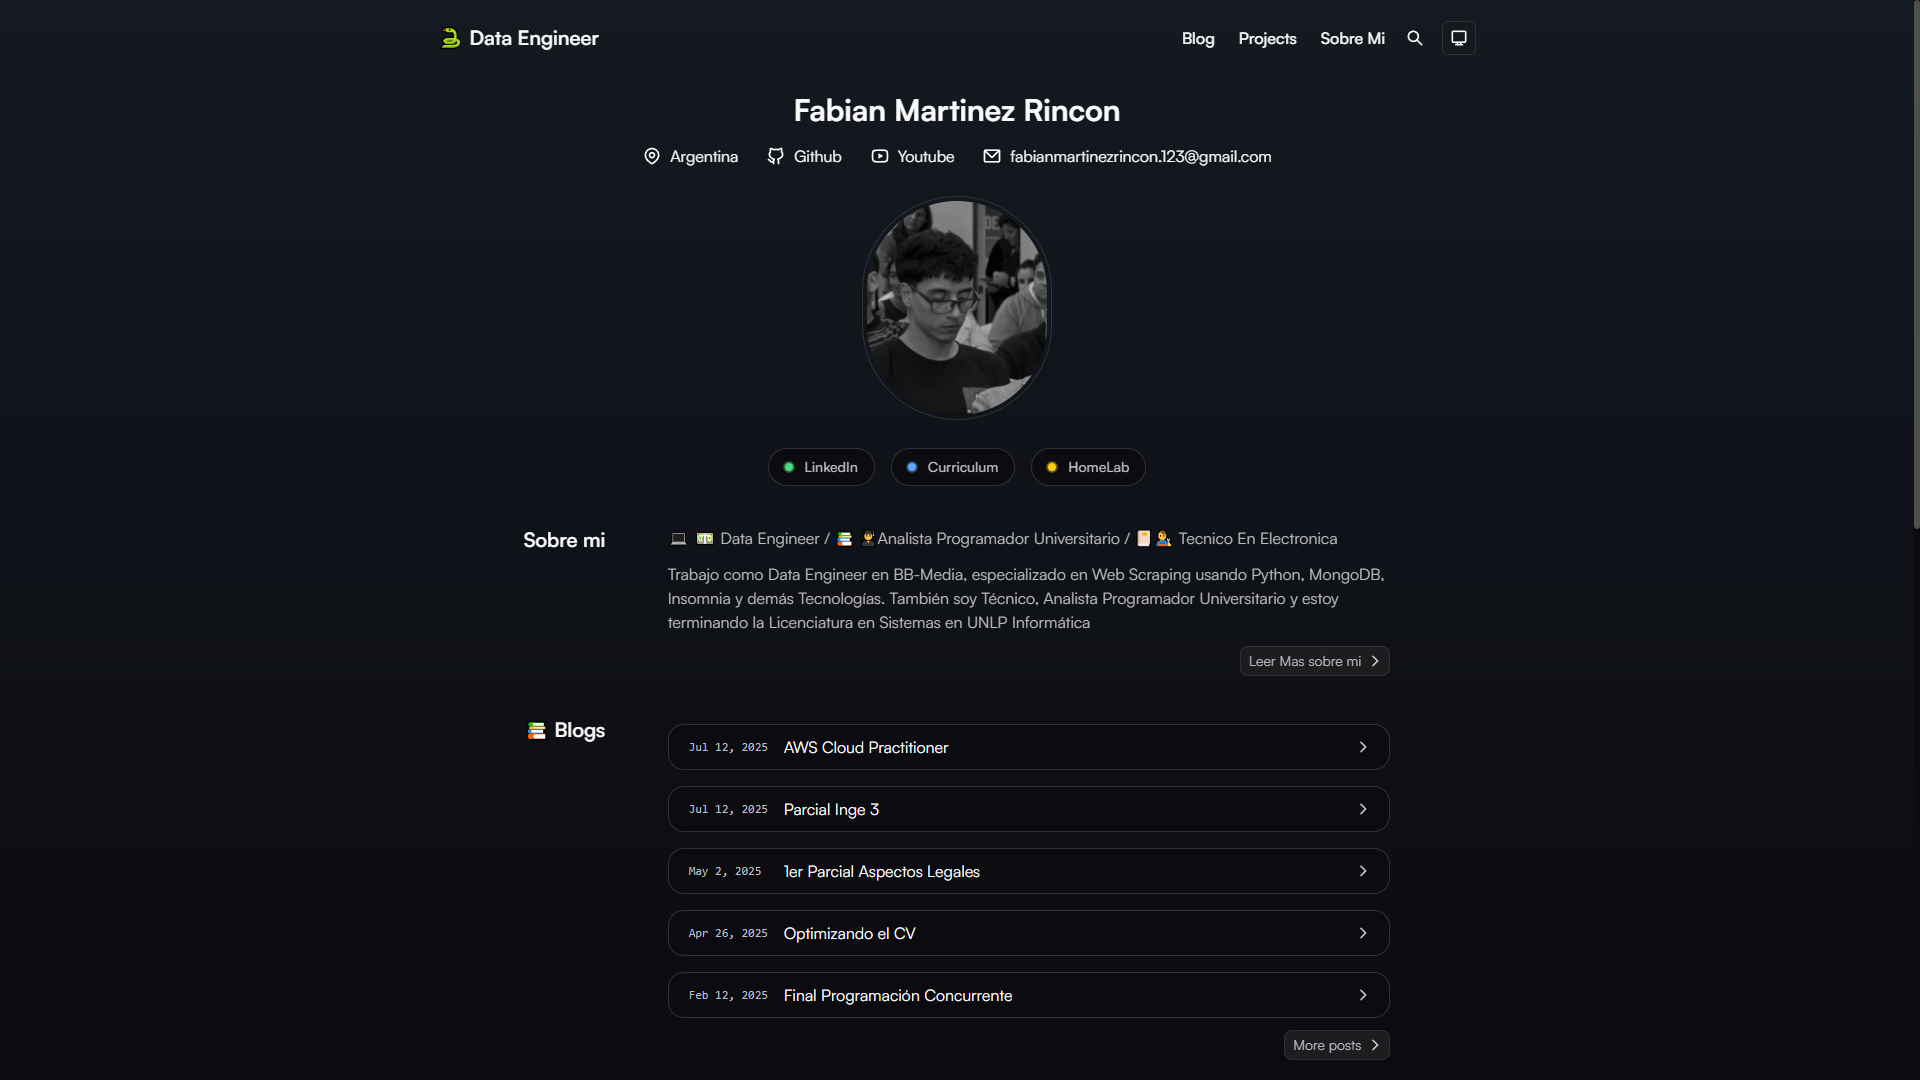 Data Engineer
Blog
Projects
Sobre Mi
Fabian Martinez Rincon
Argentina
Github
Youtube
fabianmartinezrincon.123@gmail.com
DE
LinkedIn
Curriculum
HomeLab
Sobre mi
Data Engineer / Analista Programador Universitario / Tecnico En Electronica
Trabajo como Data Engineer en BB-Media, especializado en Web Scraping usando Python, MongoDB,
Insomnia y demás Tecnologías. También soy Técnico, Analista Programador Universitario y estoy
terminando la Licenciatura en Sistemas en UNLP Informática
Leer Mas sobre mi
Blogs
Jul 12, 2025 AWS Cloud Practitioner
Jul 12, 2025 Parcial Inge 3
May 2, 2025 1er Parcial Aspectos Legales
Apr 26, 2025 Optimizando el CV
Feb 12, 2025 Final Programación Concurrente
More posts